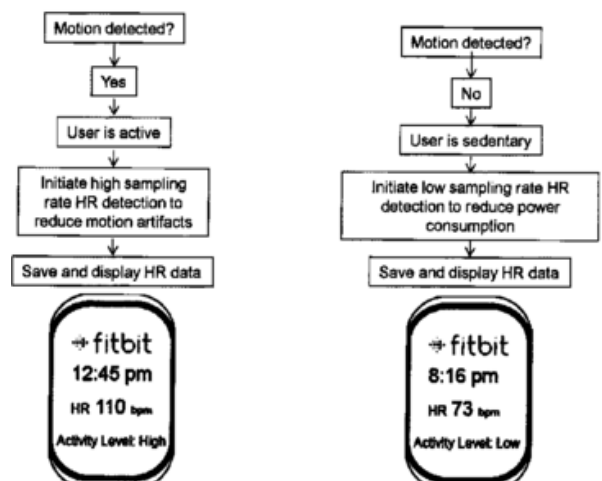 Motion detected?
Yes
User is active
Initiate high sampling
rate HR detection to
reduce motion artifacts
Save and display HR data
fitbit
12:45 pm
HR 110 bpm
Activity Level: High
Motion detected?
No
User is sedentary
Initiate low sampling rate HR
detection to reduce power
consumption
Save and display HR data
fitbit
8:16 pm
HR 73 bpm
Activity Level: Low